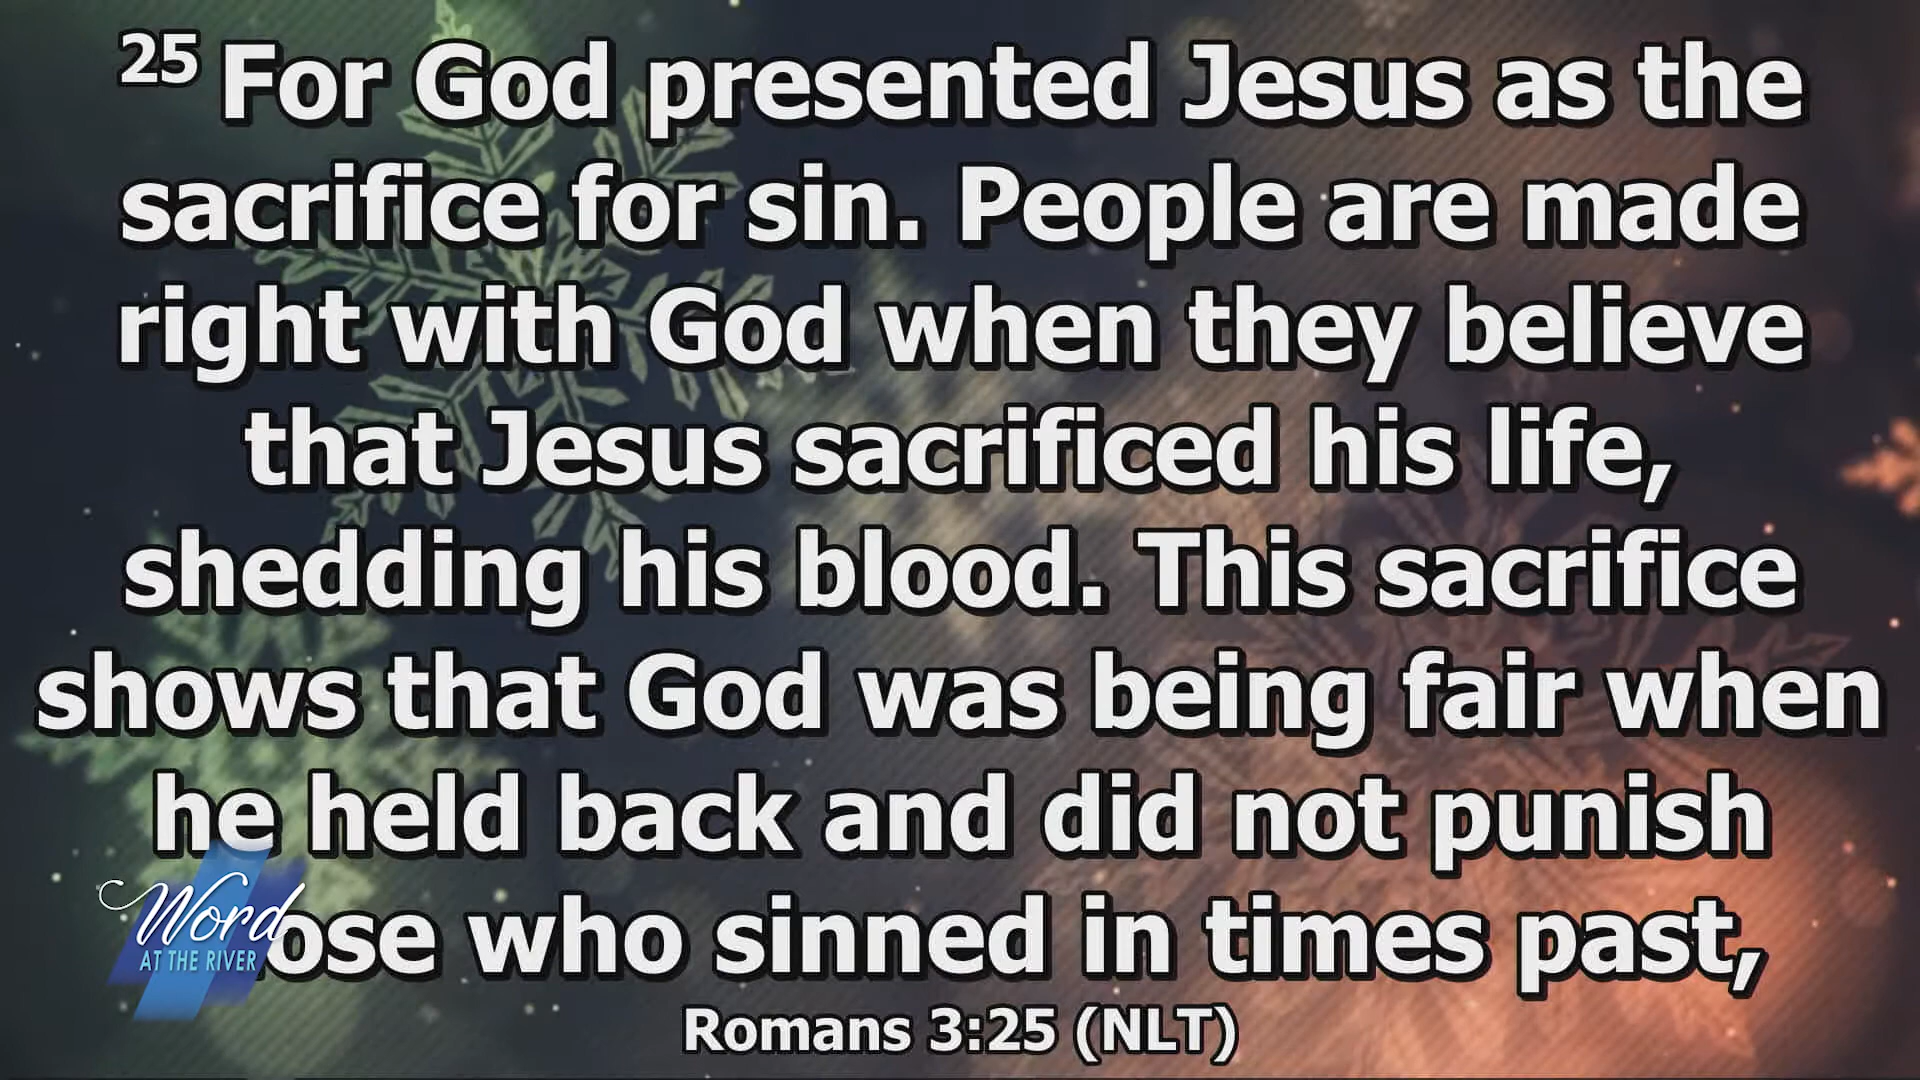 25 For God presented Jesus as the
sacrifice for sin. People are made
right with God when they believe
that Jesus sacrificed his life,
shedding his blood. This sacrifice
shows that God was being fair when
he held back and did not punish
ose who sinned in times past,
Word
AT THE RIVER
Romans 3:25 (NLT)